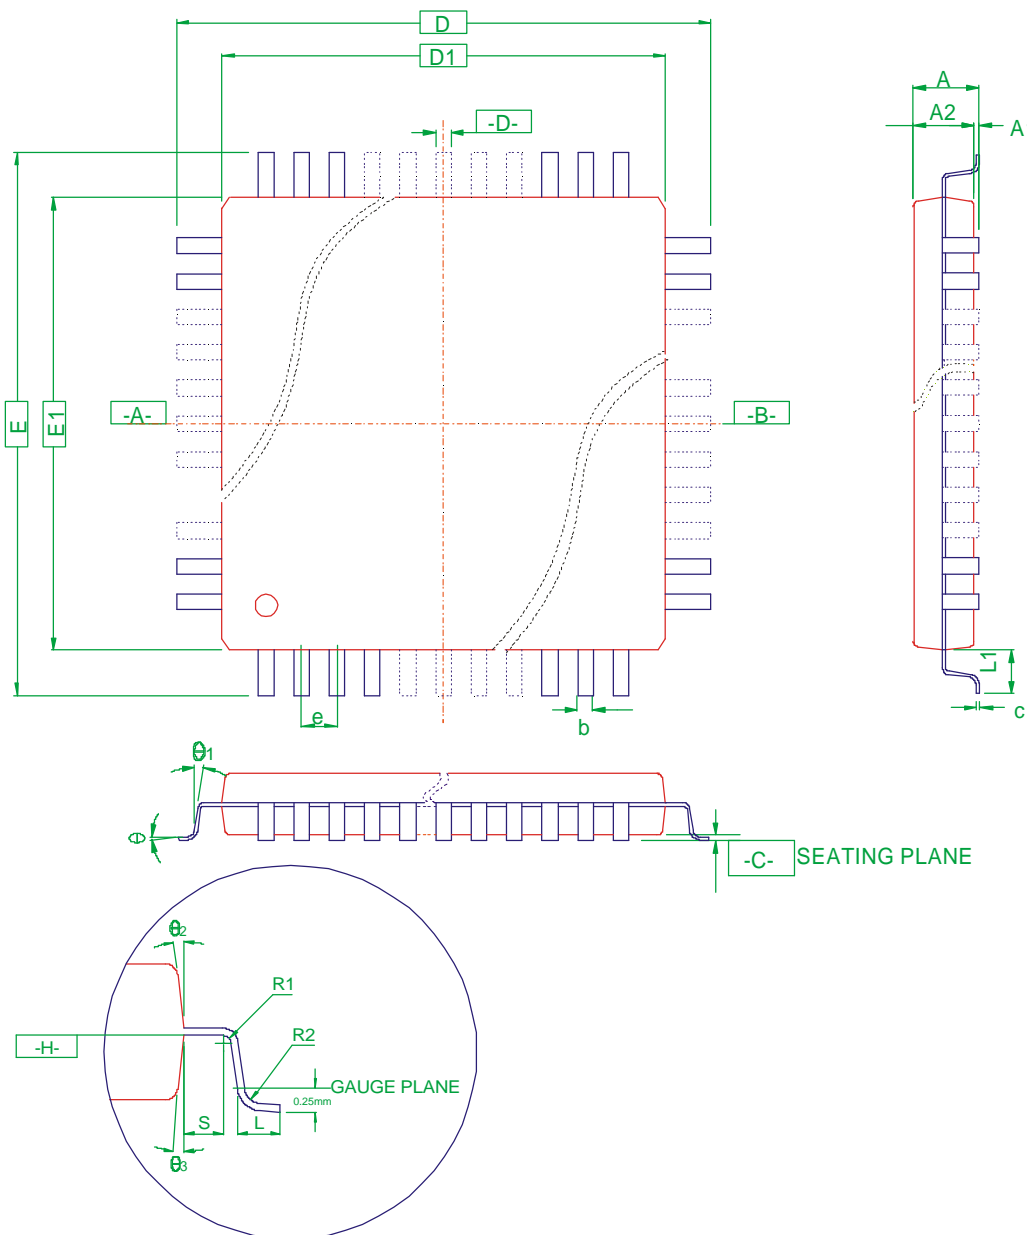 D
D1
-D-
A
A2
A
E
E1
-A-
-B-
L1
e
b
c
θ1
θ
-C-
SEATING PLANE
θ2
R1
R2
-H-
GAUGE PLANE
0.25mm
S
L
θ3